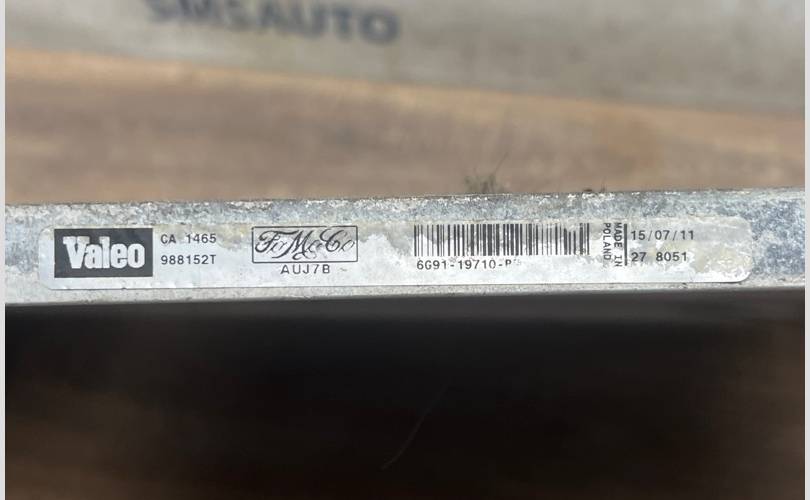 SMSAUTO
Valeo
CA 1465
988152T
FoMoCo
AUJ7B
6G91-19710-
MADE IN
POLAND
15/07/11
27 8051